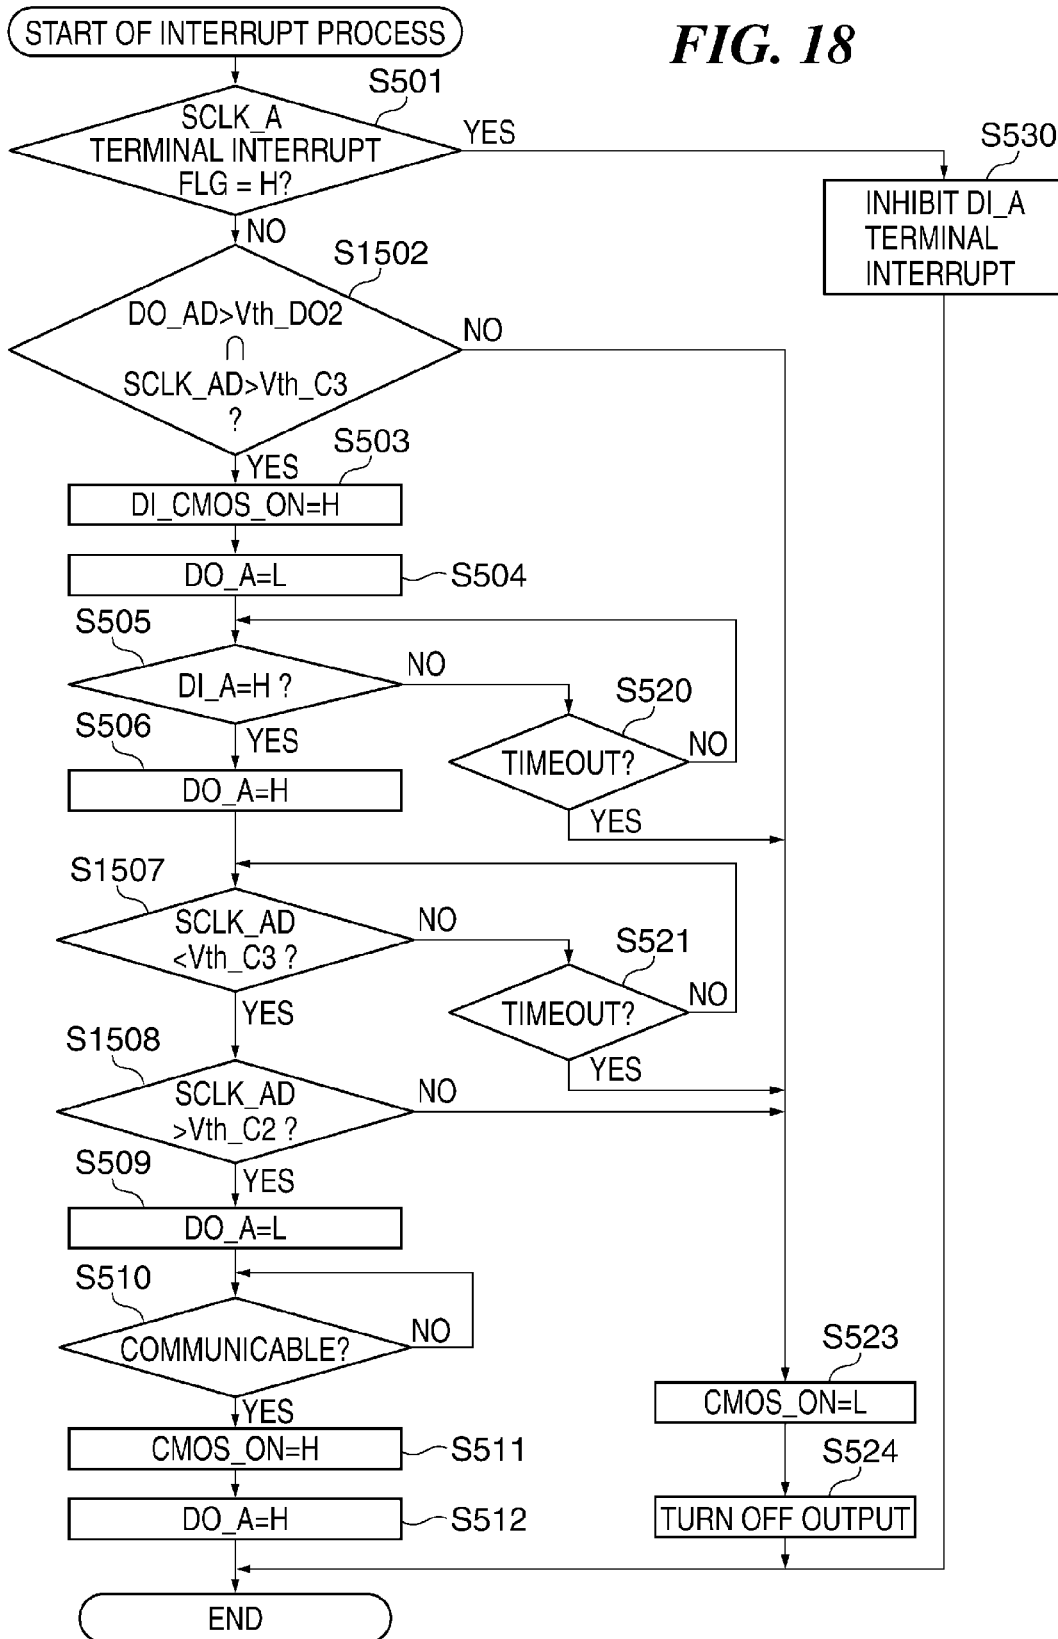 START OF INTERRUPT PROCESS
FIG. 18
S501
SCLK_A
TERMINAL INTERRUPT
FLG = H?
YES
NO
S530
INHIBIT DI_A
TERMINAL
INTERRUPT
S1502
DO_AD>Vth_DO2
∩
SCLK_AD>Vth_C3
?
NO
YES
S503
DI_CMOS_ON=H
DO_A=L
S504
S505
DI_A=H ?
NO
YES
S520
TIMEOUT?
NO
YES
S506
DO_A=H
S1507
SCLK_AD
<Vth_C3 ?
NO
YES
S521
TIMEOUT?
NO
YES
S1508
SCLK_AD
>Vth_C2 ?
NO
YES
S509
DO_A=L
S510
COMMUNICABLE?
NO
YES
CMOS_ON=H
S511
DO_A=H
S512
S523
CMOS_ON=L
S524
TURN OFF OUTPUT
END